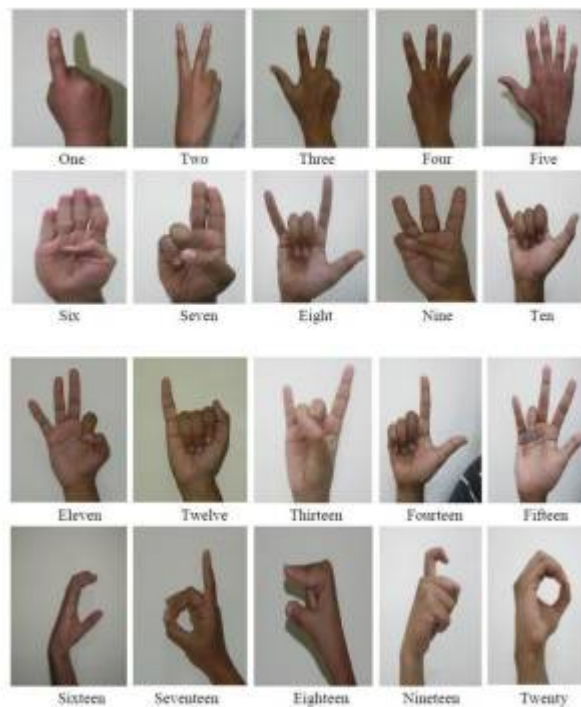 One Two Three Four Five
Six Seven Eight Nine Ten
Eleven Twelve Thirteen Fourteen Fifteen
Sixteen Seventeen Eighteen Nineteen Twenty